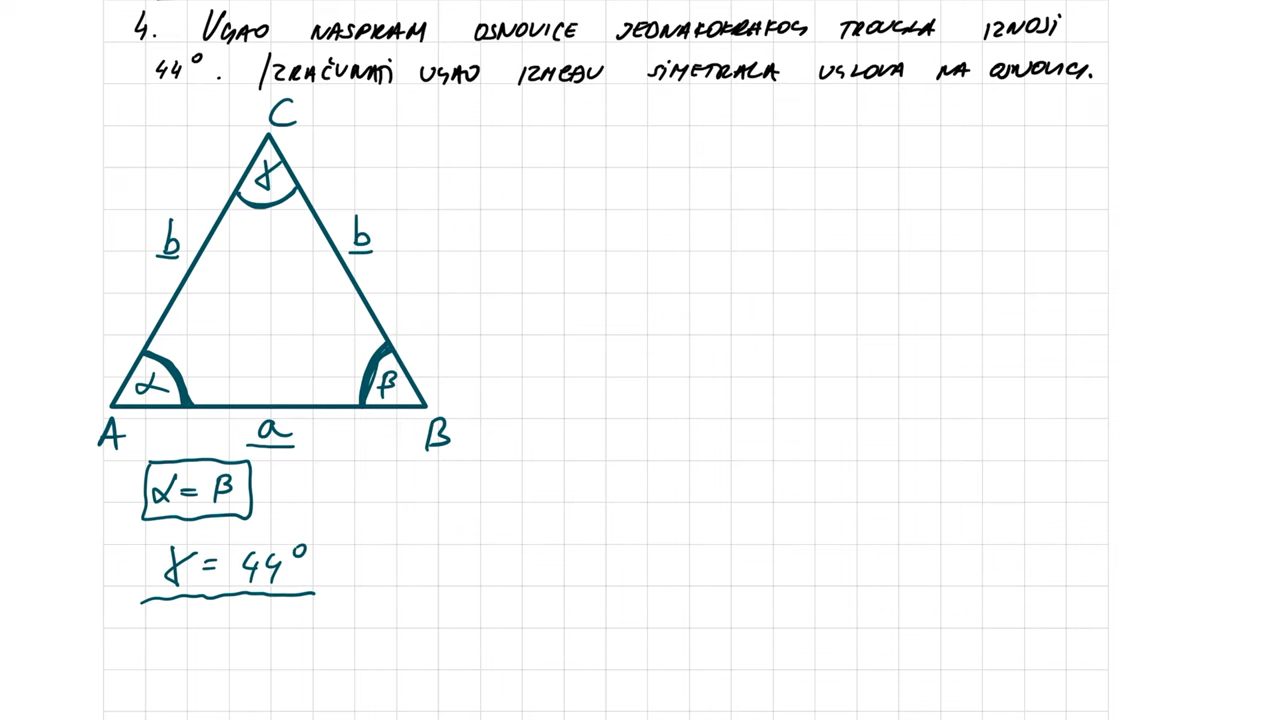 4. UGAO NASPRAM OSNOVICE JEDNAKOKRAKOG TROUGLA IZNOSI
44°. IZRAČUNATI UGAO IZMEĐU SIMETRALA UGLOVA NA OSNOVICI.
C
γ
b b
α β
A a B
α = β
γ = 44°